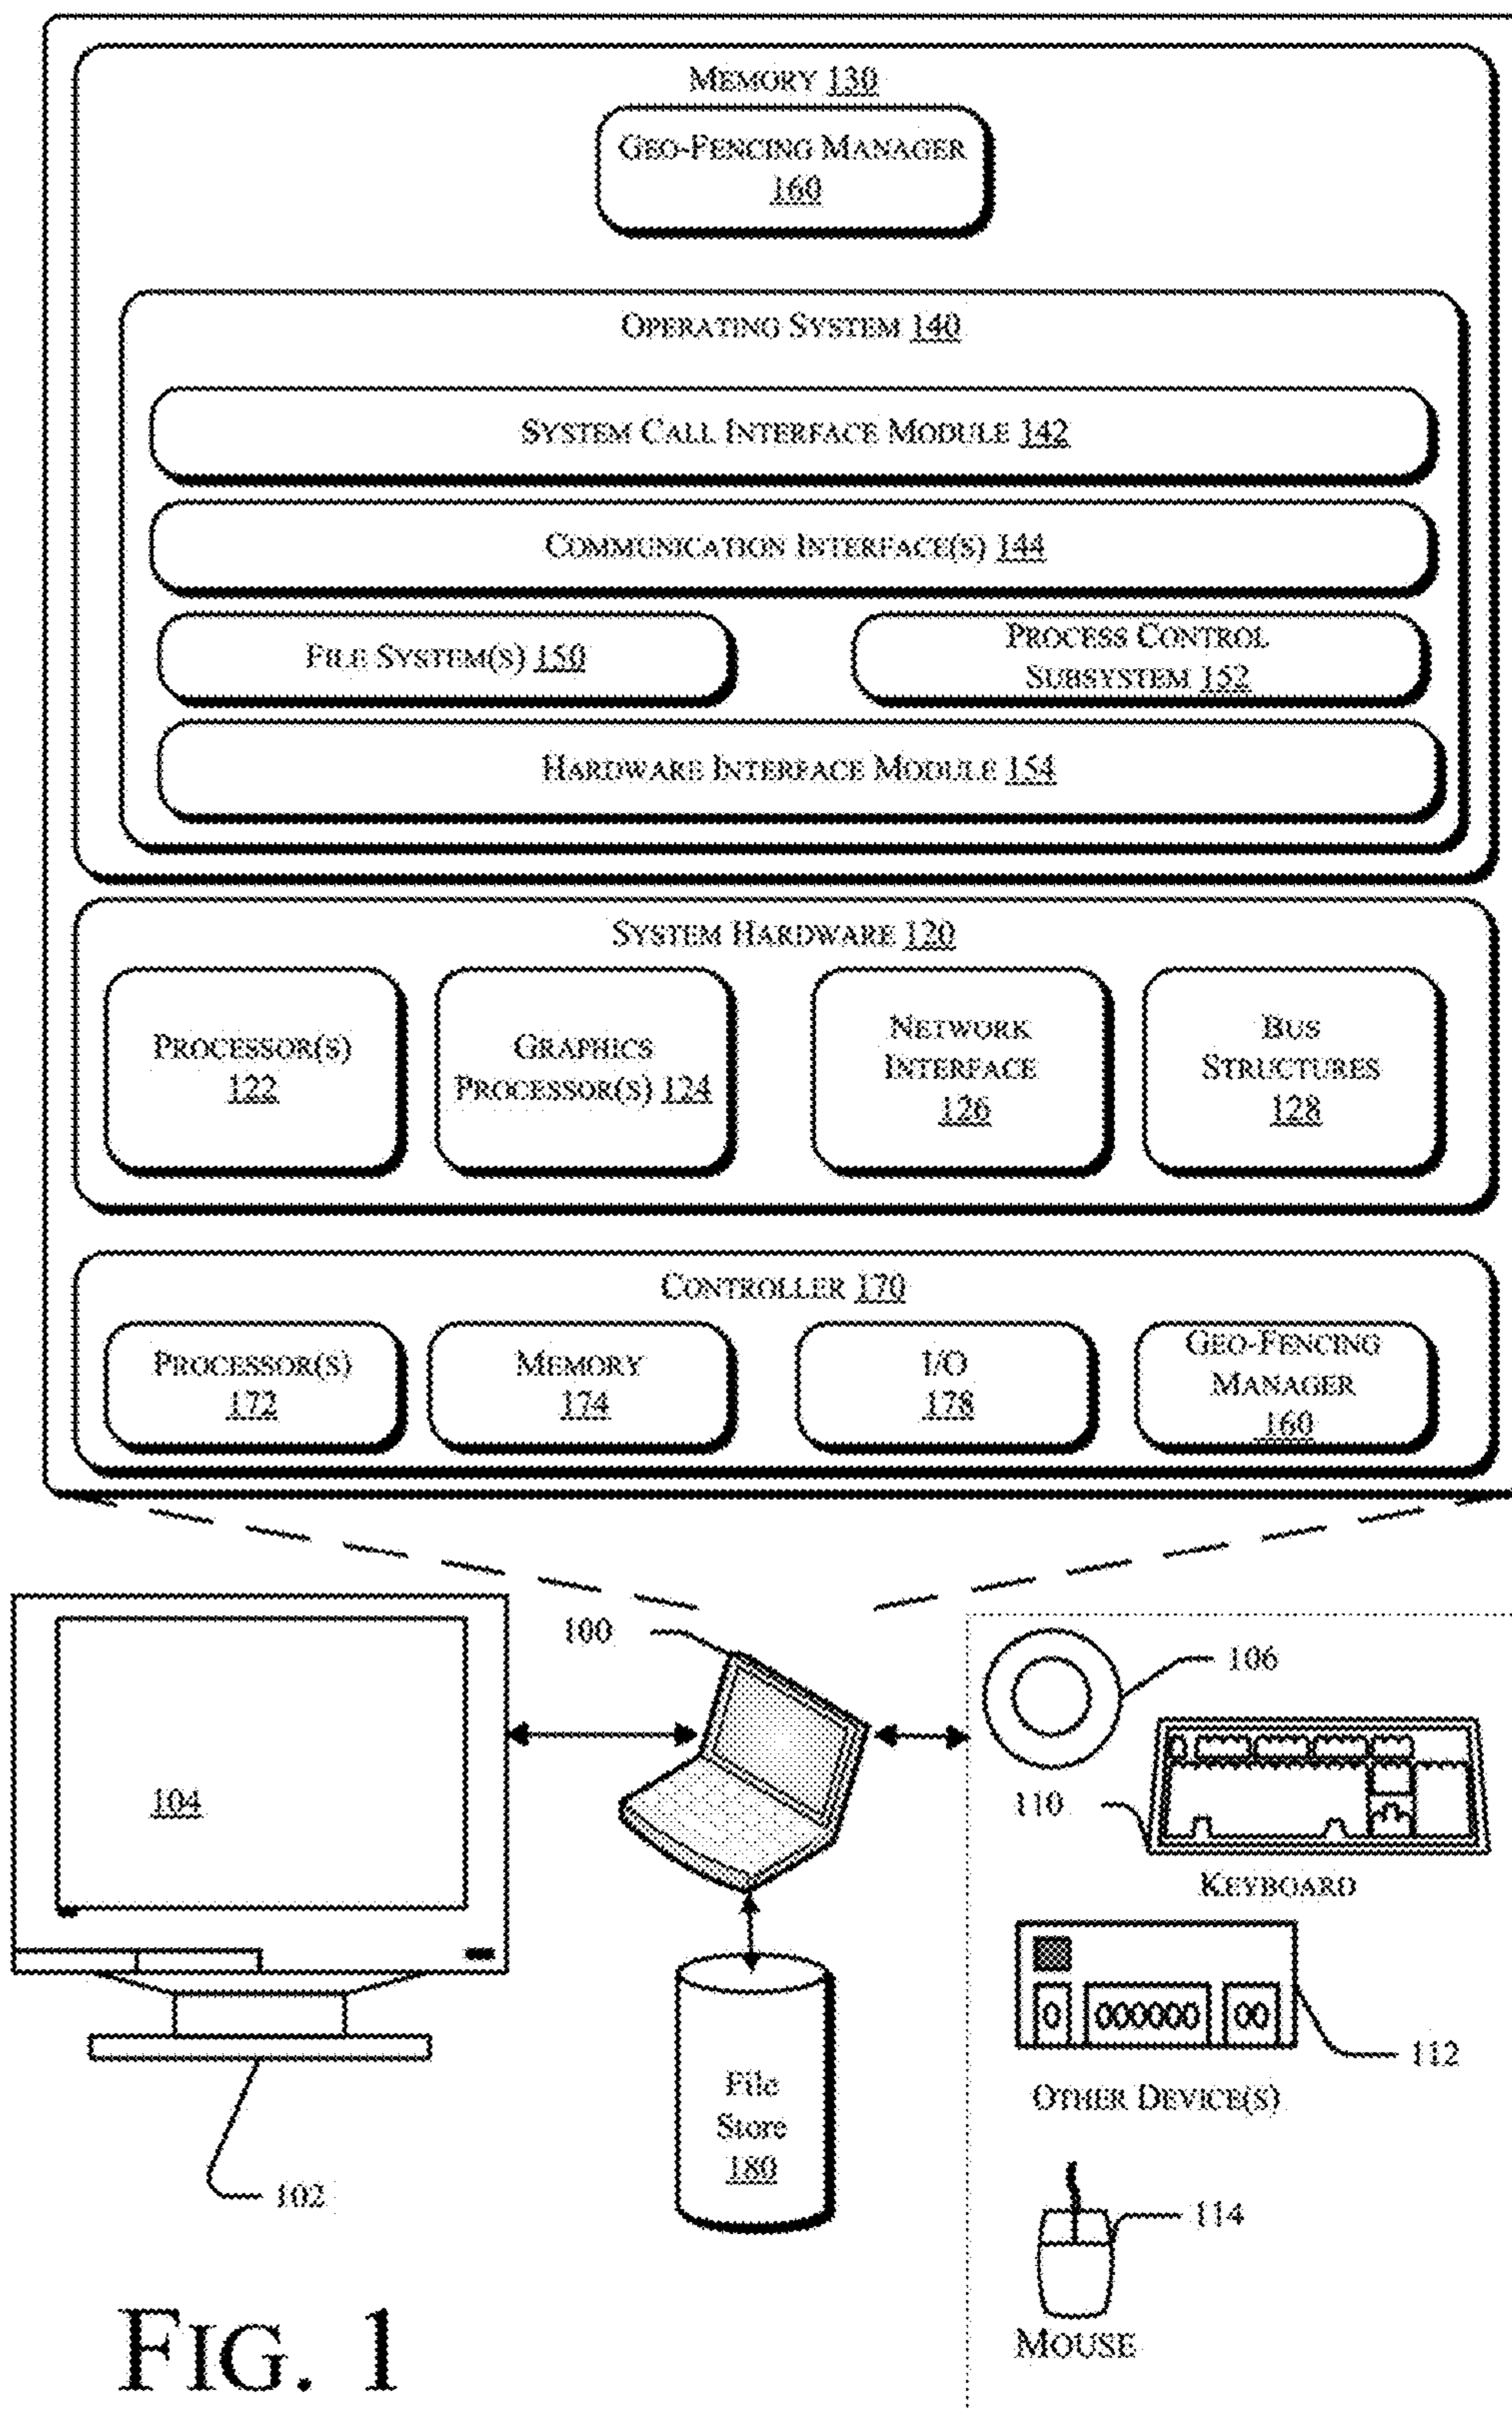 MEMORY 130
GEO-FENCING MANAGER
160
OPERATING SYSTEM 140
SYSTEM CALL INTERFACE MODULE 142
COMMUNICATION INTERFACE(S) 144
FILE SYSTEM(S) 150
PROCESS CONTROL
SUBSYSTEM 152
HARDWARE INTERFACE MODULE 154
SYSTEM HARDWARE 120
PROCESSOR(S)
122
GRAPHICS
PROCESSOR(S) 124
NETWORK
INTERFACE
126
BUS
STRUCTURES
128
CONTROLLER 170
PROCESSOR(S)
172
MEMORY
174
I/O
178
GEO-FENCING
MANAGER
160
100
106
104
110
KEYBOARD
112
OTHER DEVICE(S)
File
Store
180
102
114
MOUSE
FIG. 1